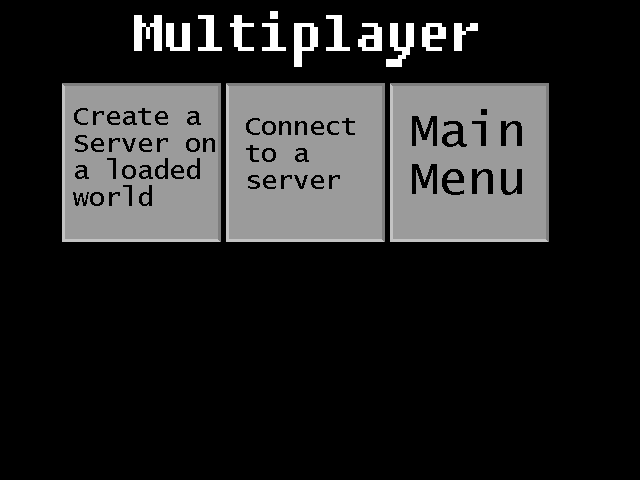 Multiplayer
Create a
Server on
a loaded
world
Connect
to a
server
Main
Menu